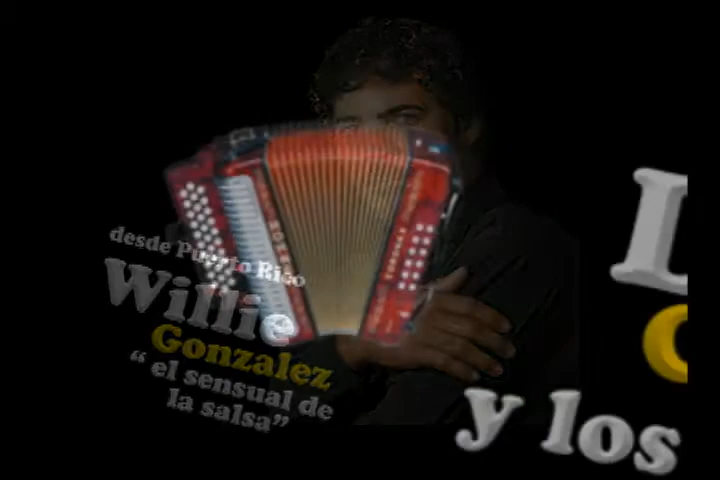 desde Puerto Rico
Willie
Gonzalez
“ el sensual de
la salsa”
y los